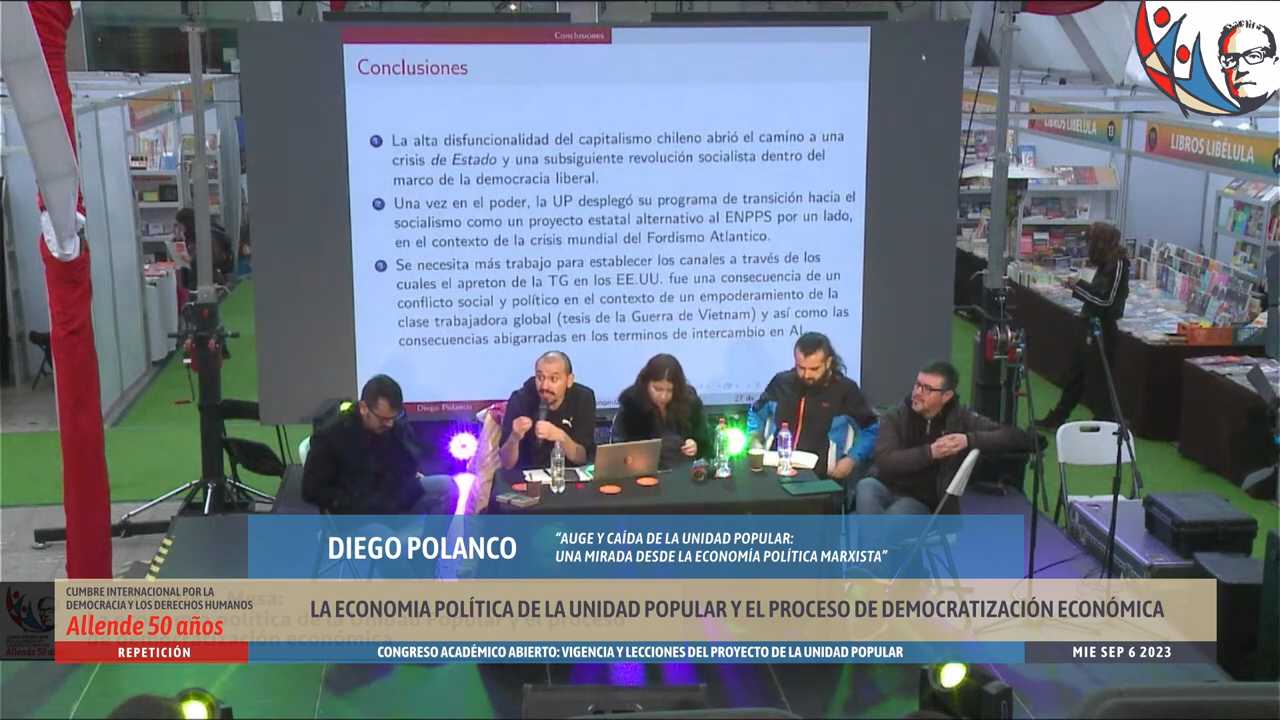 Conclusiones
Conclusiones
1 La alta disfuncionalidad del capitalismo chileno abrió el camino a una
crisis de Estado y una subsiguiente revolución socialista dentro del
marco de la democracia liberal.
2 Una vez en el poder, la UP desplegó su programa de transición hacia el
socialismo como un proyecto estatal alternativo al ENPPS por un lado,
en el contexto de la crisis mundial del Fordismo Atlantico.
3 Se necesita más trabajo para establecer los canales a través de los
cuales el apreton de la TG en los EE.UU. fue una consecuencia de un
conflicto social y político en el contexto de un empoderamiento de la
clase trabajadora global (tesis de la Guerra de Vietnam) y así como las
consecuencias abigarradas en los terminos de intercambio en AL
Diego Polanco
27 de
LIBROS LIBÉLULA
13
LIBROS LIBÉLULA
14
DIEGO POLANCO
“AUGE Y CAÍDA DE LA UNIDAD POPULAR:
UNA MIRADA DESDE LA ECONOMÍA POLÍTICA MARXISTA”
CUMBRE INTERNACIONAL POR LA
DEMOCRACIA Y LOS DERECHOS HUMANOS
Allende 50 años
LA ECONOMIA POLÍTICA DE LA UNIDAD POPULAR Y EL PROCESO DE DEMOCRATIZACIÓN ECONÓMICA
REPETICIÓN
CONGRESO ACADÉMICO ABIERTO: VIGENCIA Y LECCIONES DEL PROYECTO DE LA UNIDAD POPULAR
MIE SEP 6 2023